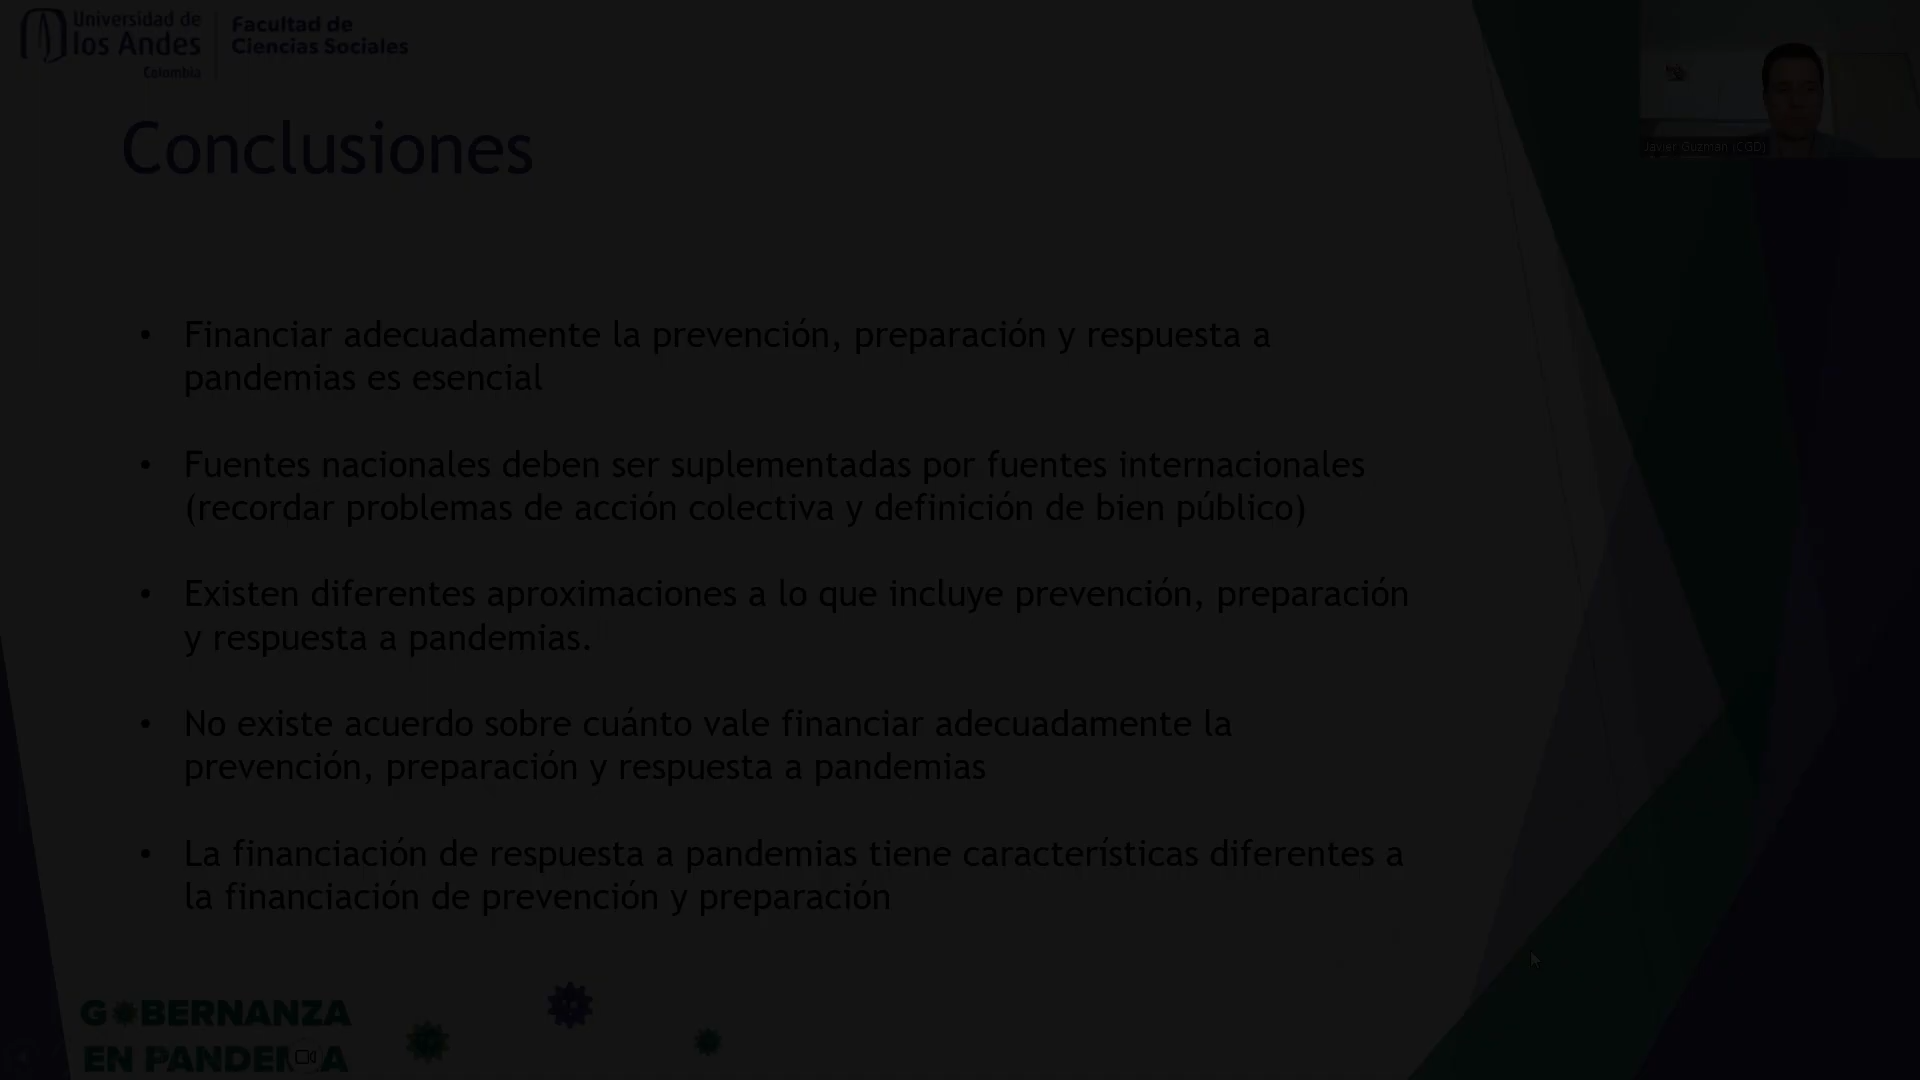 Universidad de
los Andes
Colombia
Facultad de
Ciencias Sociales
Javier Guzman (CGD)
Conclusiones
• Financiar adecuadamente la prevención, preparación y respuesta a
pandemias es esencial
• Fuentes nacionales deben ser suplementadas por fuentes internacionales
(recordar problemas de acción colectiva y definición de bien público)
• Existen diferentes aproximaciones a lo que incluye prevención, preparación
y respuesta a pandemias.
• No existe acuerdo sobre cuánto vale financiar adecuadamente la
prevención, preparación y respuesta a pandemias
• La financiación de respuesta a pandemias tiene características diferentes a
la financiación de prevención y preparación
GOBERNANZA
EN PANDEMIA